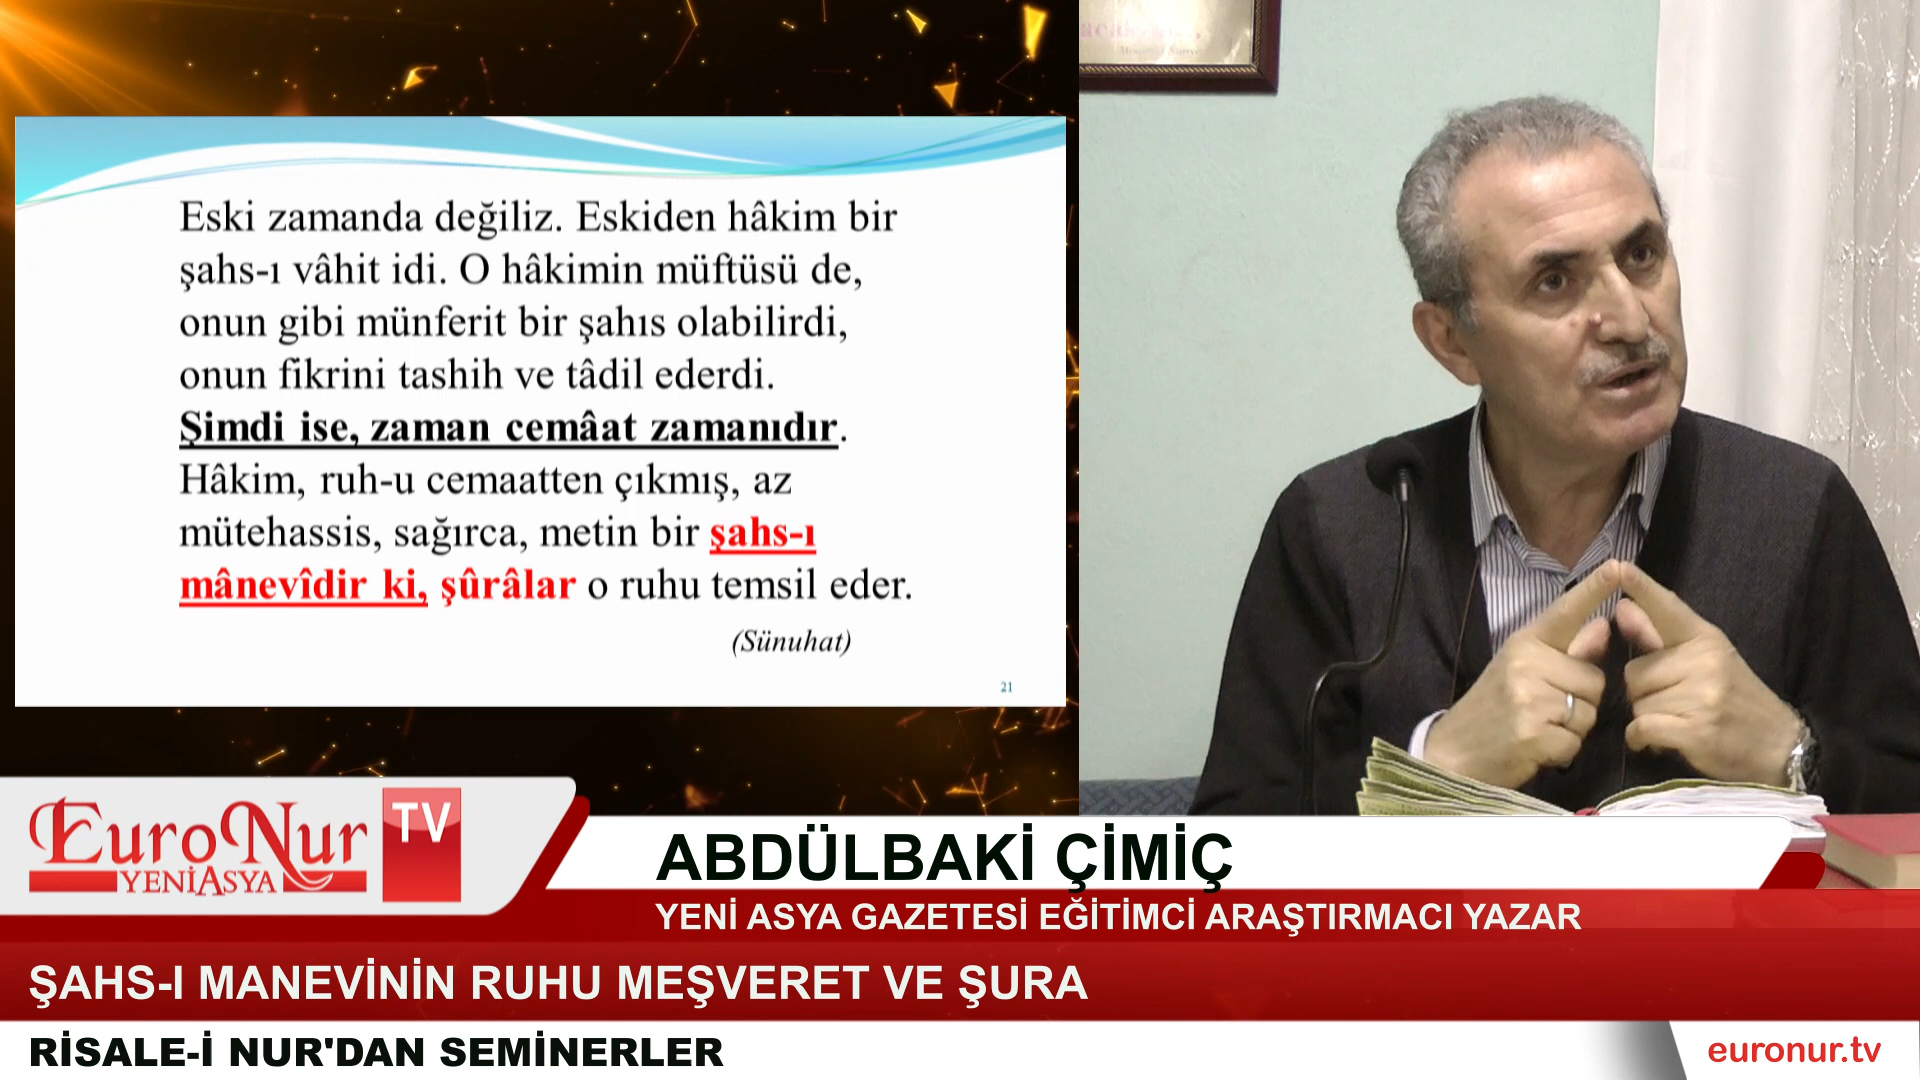 Eski zamanda değiliz. Eskiden hâkim bir
şahs-ı vâhit idi. O hâkimin müftüsü de,
onun gibi münferit bir şahıs olabilirdi,
onun fikrini tashih ve tâdil ederdi.
Şimdi ise, zaman cemâat zamanıdır.
Hâkim, ruh-u cemaatten çıkmış, az
mütehassis, sağırca, metin bir şahs-ı
mânevîdir ki, şûrâlar o ruhu temsil eder.
(Sünuhat)
21
EURONUR TV
YENİASYA
ABDÜLBAKİ ÇİMİÇ
YENİ ASYA GAZETESİ EĞİTİMCİ ARAŞTIRMACI YAZAR
ŞAHS-I MANEVİNİN RUHU MEŞVERET VE ŞURA
RİSALE-İ NUR'DAN SEMİNERLER
euronur.tv